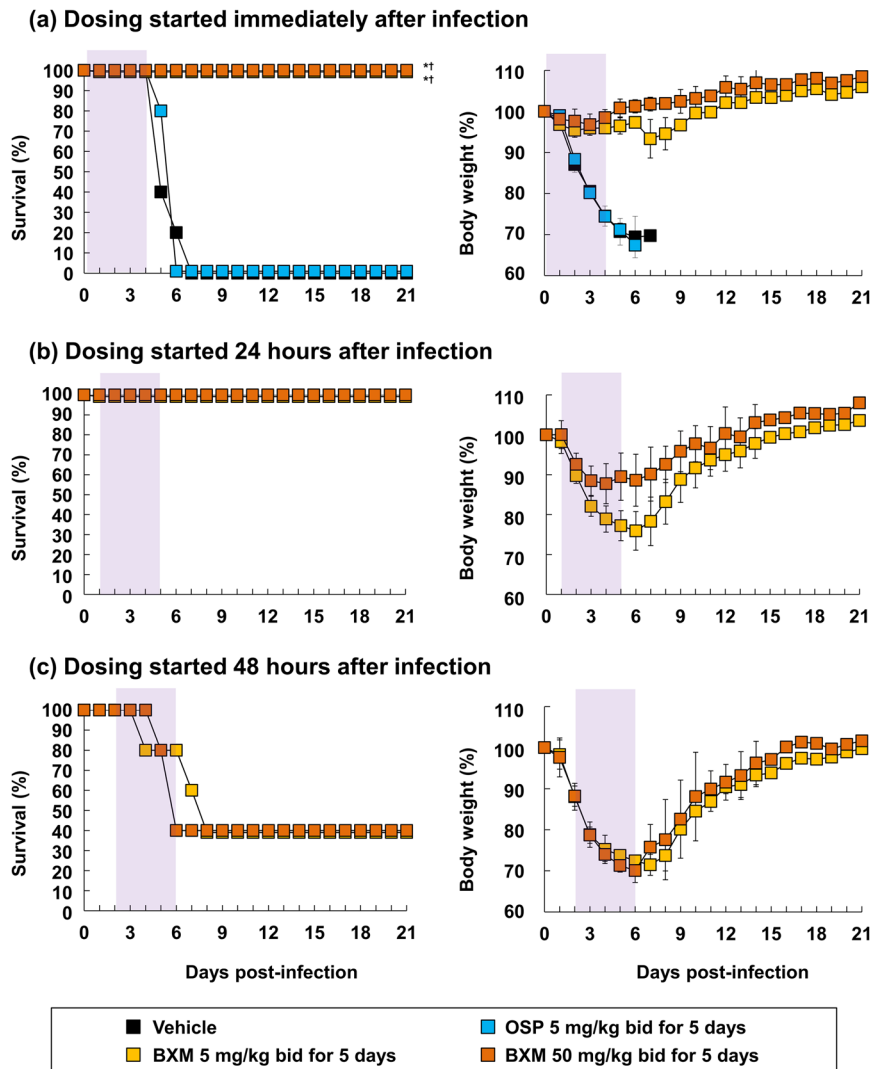 (a) Dosing started immediately after infection
Survival (%)
100
90
80
70
60
50
40
30
20
10
0
*†
*†
0 3 6 9 12 15 18 21
Body weight (%)
110
100
90
80
70
60
0 3 6 9 12 15 18 21
(b) Dosing started 24 hours after infection
Survival (%)
100
90
80
70
60
50
40
30
20
10
0
0 3 6 9 12 15 18 21
Body weight (%)
110
100
90
80
70
60
0 3 6 9 12 15 18 21
(c) Dosing started 48 hours after infection
Survival (%)
100
90
80
70
60
50
40
30
20
10
0
0 3 6 9 12 15 18 21
Days post-infection
Body weight (%)
110
100
90
80
70
60
0 3 6 9 12 15 18 21
Days post-infection
Vehicle
OSP 5 mg/kg bid for 5 days
BXM 5 mg/kg bid for 5 days
BXM 50 mg/kg bid for 5 days